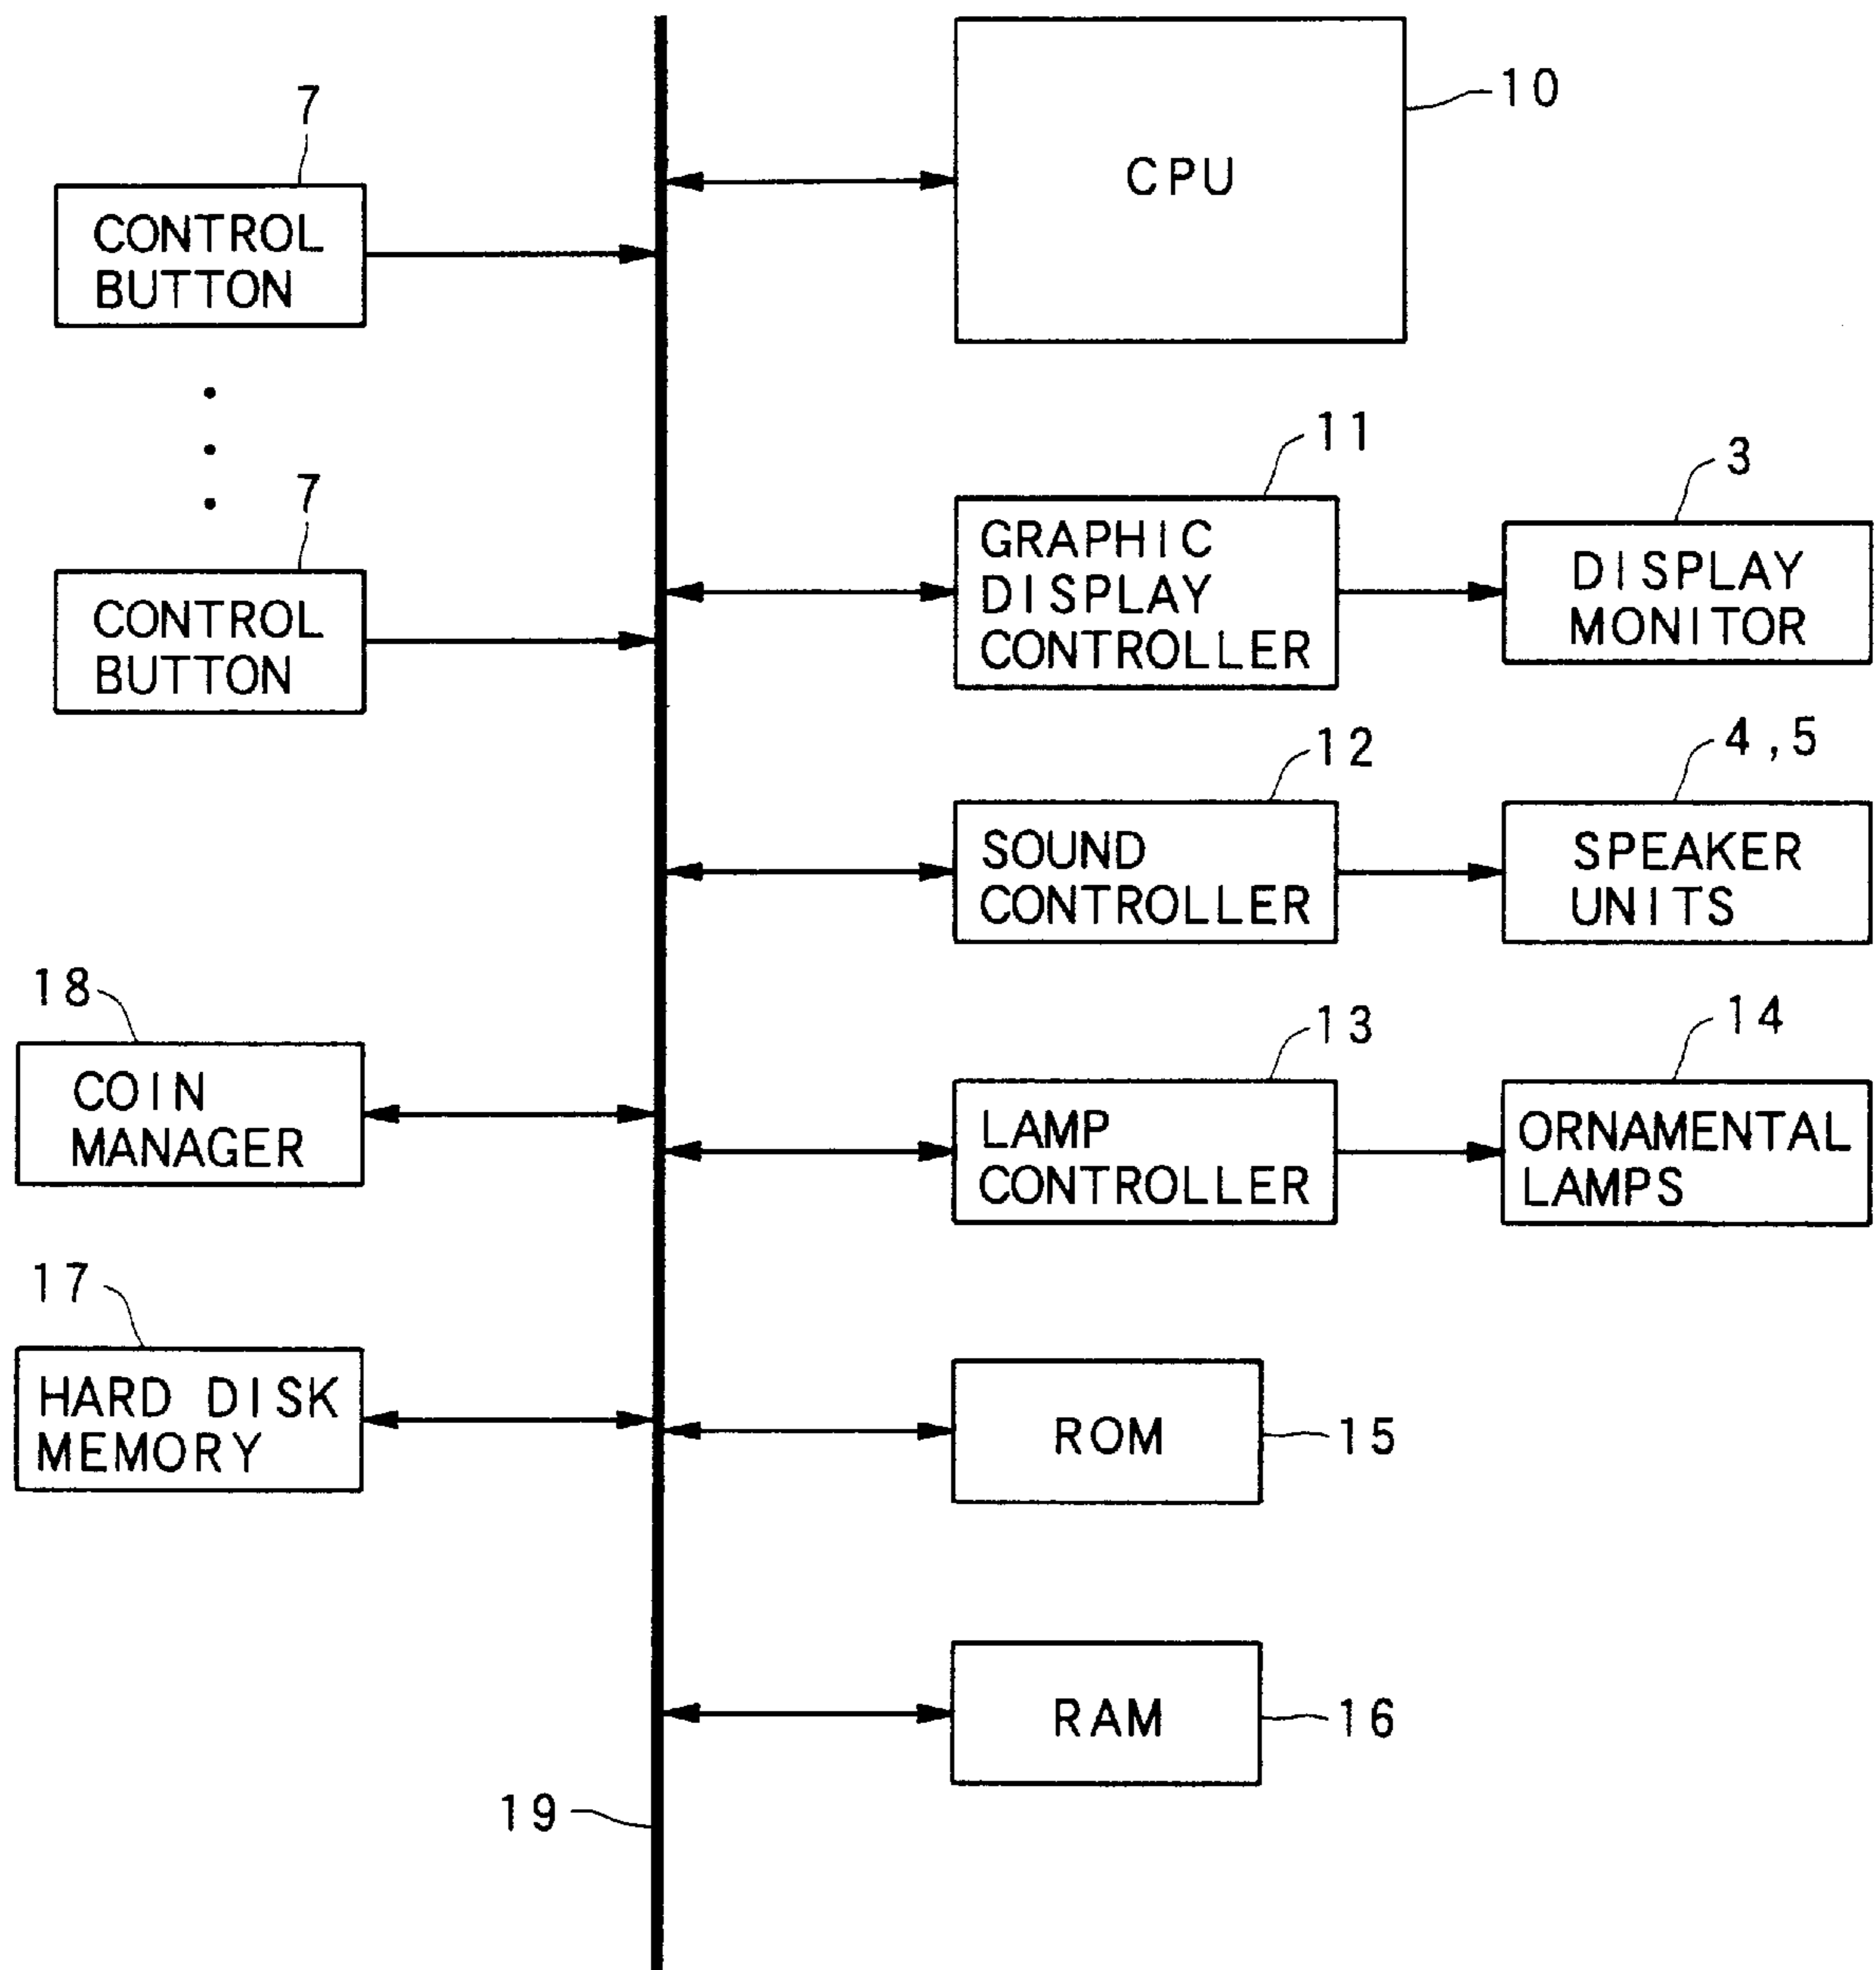 7
CONTROL
BUTTON
7
CONTROL
BUTTON
18
COIN
MANAGER
17
HARD DISK
MEMORY
19
10
CPU
11
GRAPHIC
DISPLAY
CONTROLLER
3
DISPLAY
MONITOR
12
SOUND
CONTROLLER
4,5
SPEAKER
UNITS
13
LAMP
CONTROLLER
14
ORNAMENTAL
LAMPS
ROM
15
RAM
16